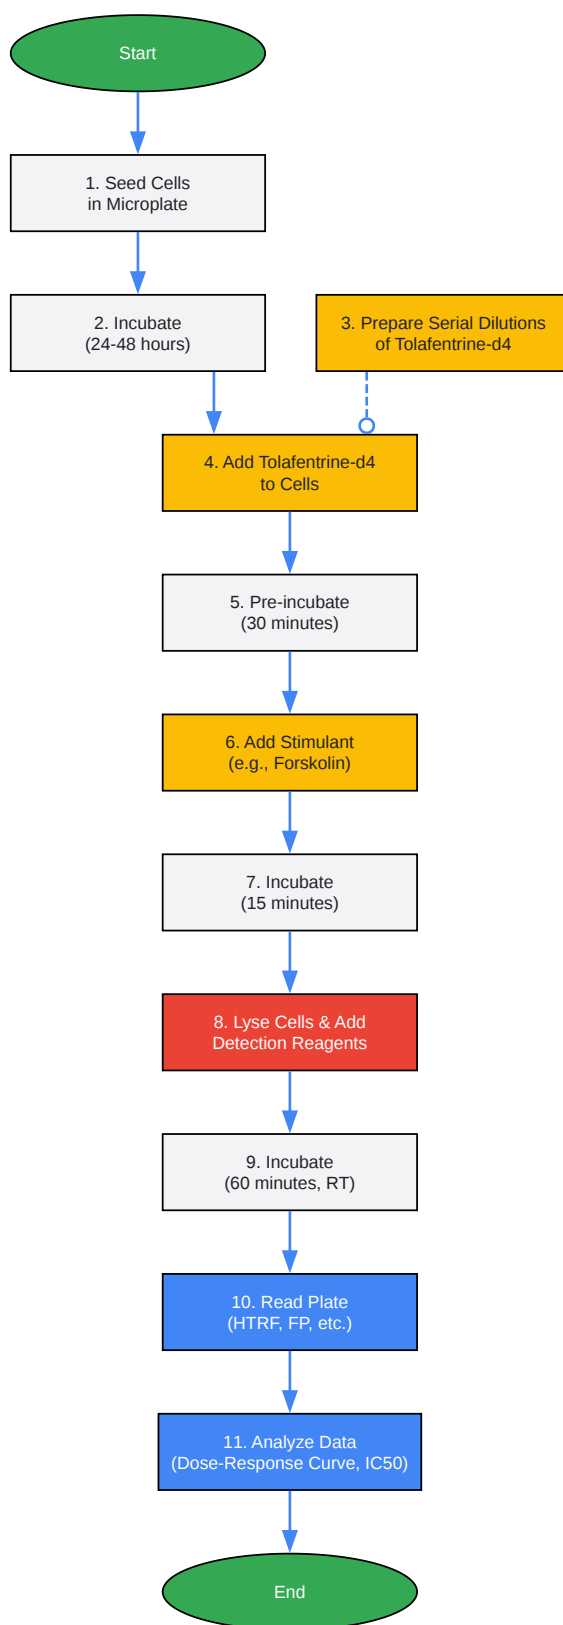 Start
1. Seed Cells
in Microplate
2. Incubate
(24-48 hours)
3. Prepare Serial Dilutions
of Tolafentrine-d4
4. Add Tolafentrine-d4
to Cells
5. Pre-incubate
(30 minutes)
6. Add Stimulant
(e.g., Forskolin)
7. Incubate
(15 minutes)
8. Lyse Cells & Add
Detection Reagents
9. Incubate
(60 minutes, RT)
10. Read Plate
(HTRF, FP, etc.)
11. Analyze Data
(Dose-Response Curve, IC50)
End